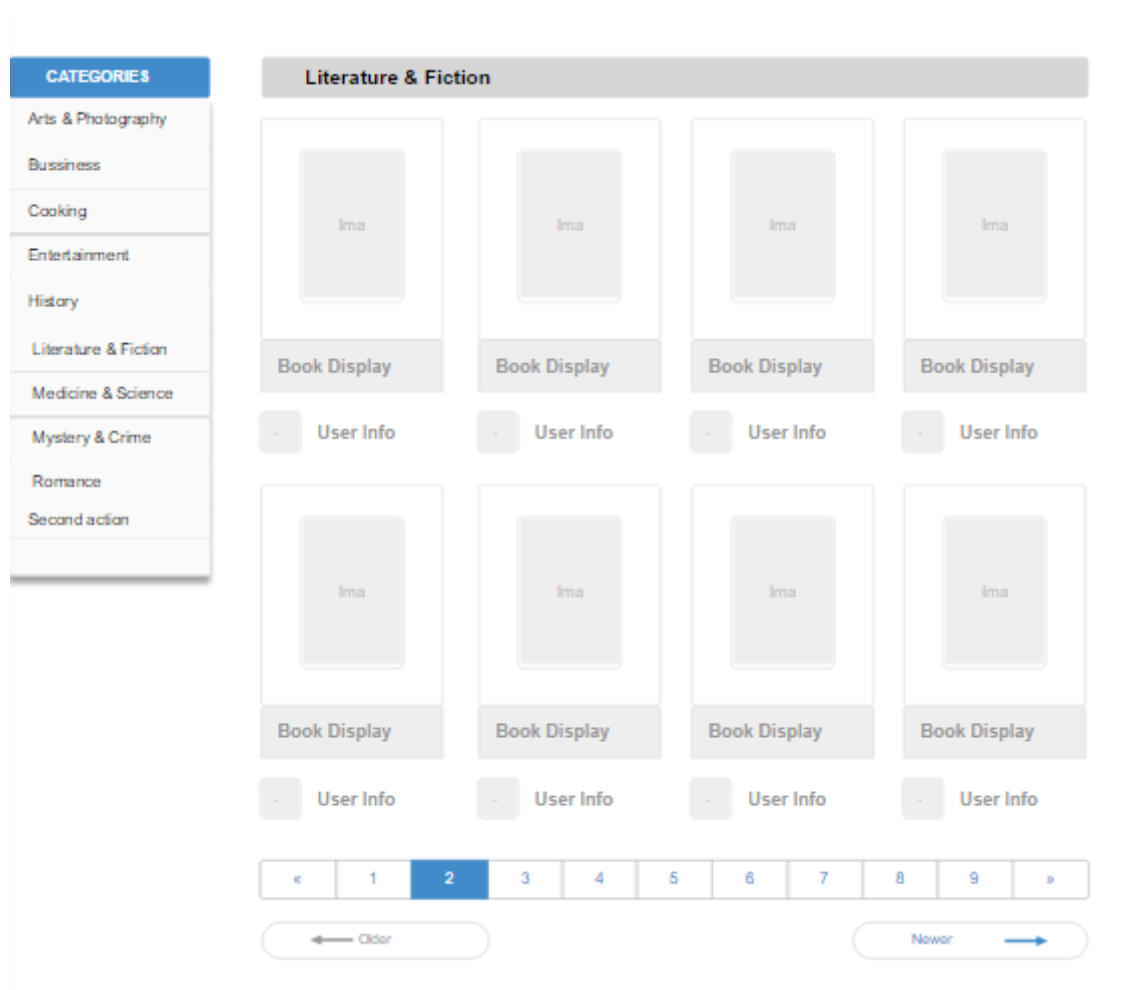 CATEGORIES
Arts & Photography
Bussiness
Cooking
Entertainment
History
Literature & Fiction
Medicine & Science
Mystery & Crime
Romance
Second action
Literature & Fiction
Ima Ima Ima Ima
Book Display Book Display Book Display Book Display
- User Info - User Info - User Info - User Info
Ima Ima Ima Ima
Book Display Book Display Book Display Book Display
- User Info - User Info - User Info - User Info
« 1 2 3 4 5 6 7 8 9 »
Older Newer